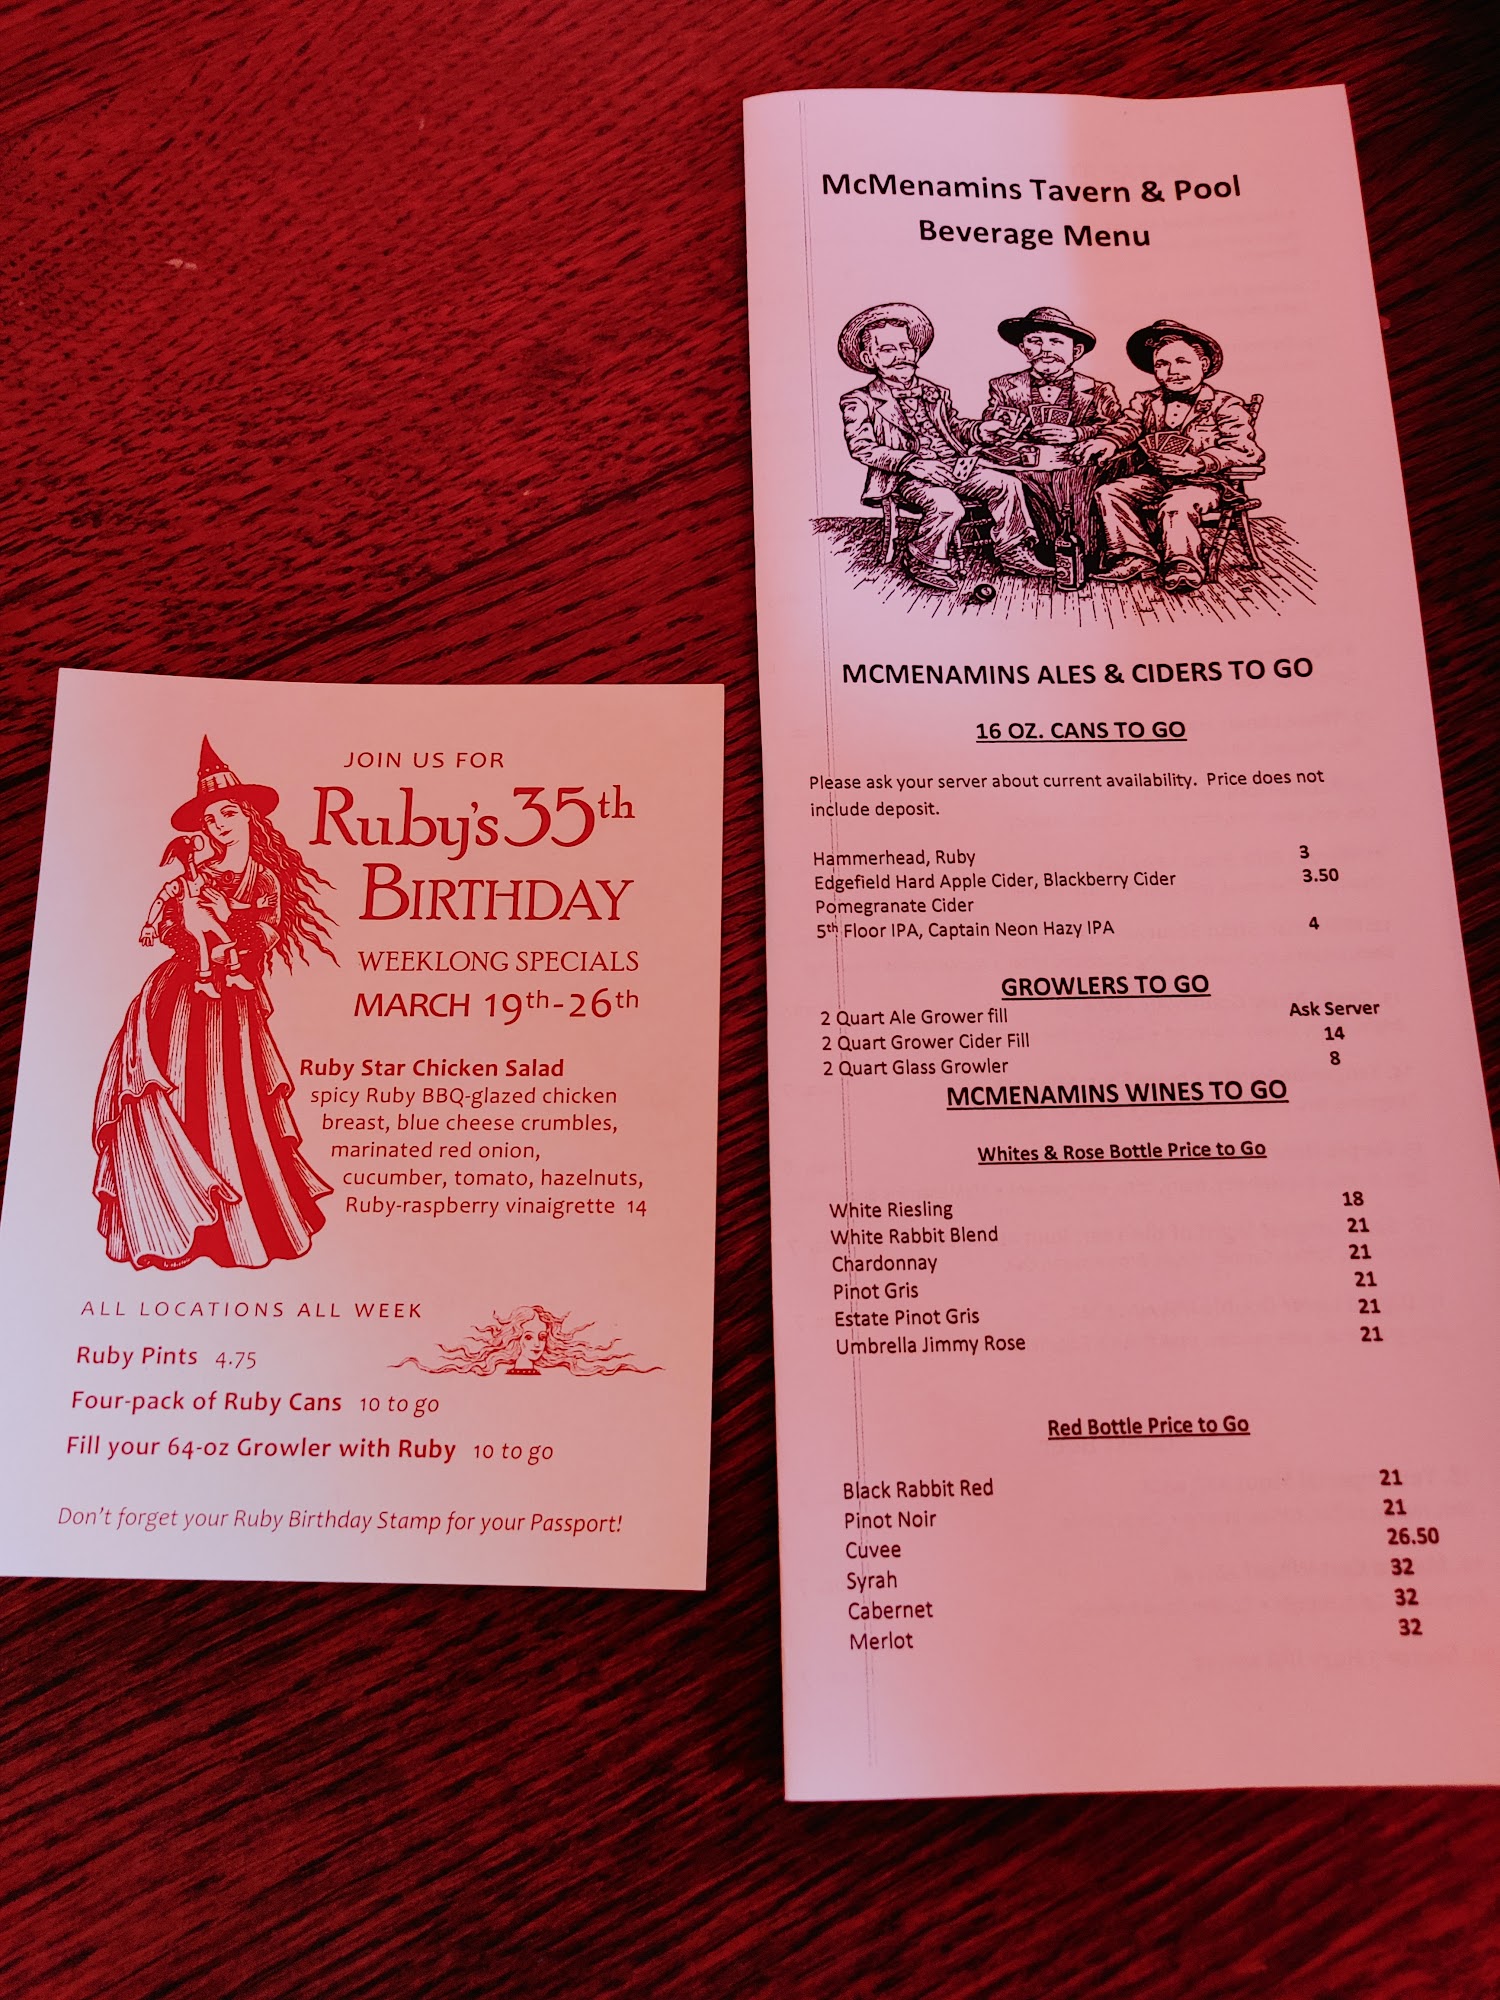 JOIN US FOR
Ruby's 35th
BIRTHDAY
WEEKLONG SPECIALS
MARCH 19th-26th
Ruby Star Chicken Salad
spicy Ruby BBQ-glazed chicken
breast, blue cheese crumbles,
marinated red onion,
cucumber, tomato, hazelnuts,
Ruby-raspberry vinaigrette 14
ALL LOCATIONS ALL WEEK
Ruby Pints 4.75
Four-pack of Ruby Cans 10 to go
Fill your 64-oz Growler with Ruby 10 to go
Don't forget your Ruby Birthday Stamp for your Passport!
McMenamins Tavern & Pool
Beverage Menu
MCMENAMINS ALES & CIDERS TO GO
16 OZ. CANS TO GO
Please ask your server about current availability. Price does not
include deposit.
Hammerhead, Ruby 3
Edgefield Hard Apple Cider, Blackberry Cider 3.50
Pomegranate Cider
5th Floor IPA, Captain Neon Hazy IPA 4
GROWLERS TO GO
2 Quart Ale Grower fill Ask Server
2 Quart Grower Cider Fill 14
2 Quart Glass Growler 8
MCMENAMINS WINES TO GO
Whites & Rose Bottle Price to Go
White Riesling 18
White Rabbit Blend 21
Chardonnay 21
Pinot Gris 21
Estate Pinot Gris 21
Umbrella Jimmy Rose 21
Red Bottle Price to Go
Black Rabbit Red 21
Pinot Noir 21
Cuvee 26.50
Syrah 32
Cabernet 32
Merlot 32